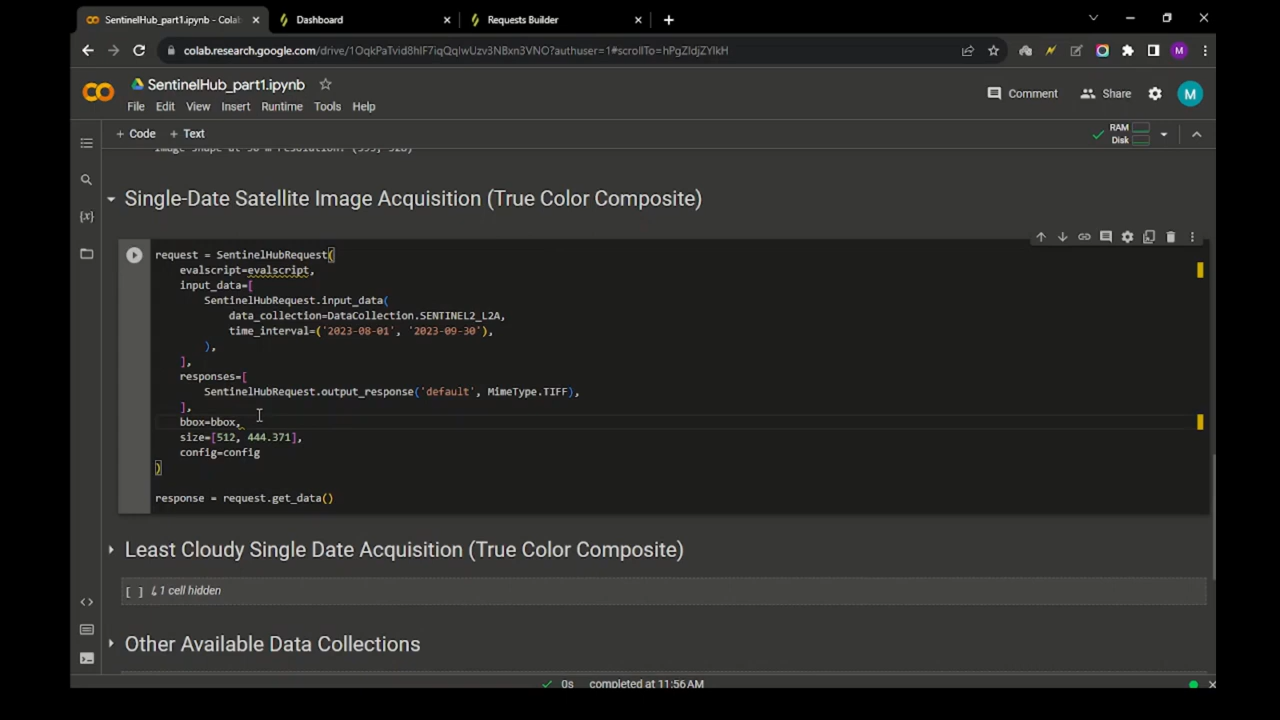 SentinelHub_part1.ipynb - Colab
Dashboard
Requests Builder
colab.research.google.com/drive/1OqkPaTvid8hIF7iqQqIwUzv3NBxn3VNO?authuser=1#scrollTo=hPgZIdjZYlkH
M
SentinelHub_part1.ipynb
File Edit View Insert Runtime Tools Help
Comment
Share
M
+ Code + Text
RAM
Disk
Single-Date Satellite Image Acquisition (True Color Composite)
request = SentinelHubRequest(
evalscript=evalscript,
input_data=[
SentinelHubRequest.input_data(
data_collection=DataCollection.SENTINEL2_L2A,
time_interval=('2023-08-01', '2023-09-30'),
),
],
responses=[
SentinelHubRequest.output_response('default', MimeType.TIFF),
],
bbox=bbox,
size=[512, 444.371],
config=config
)
response = request.get_data()
Least Cloudy Single Date Acquisition (True Color Composite)
[ ] ↳ 1 cell hidden
Other Available Data Collections
0s completed at 11:56 AM